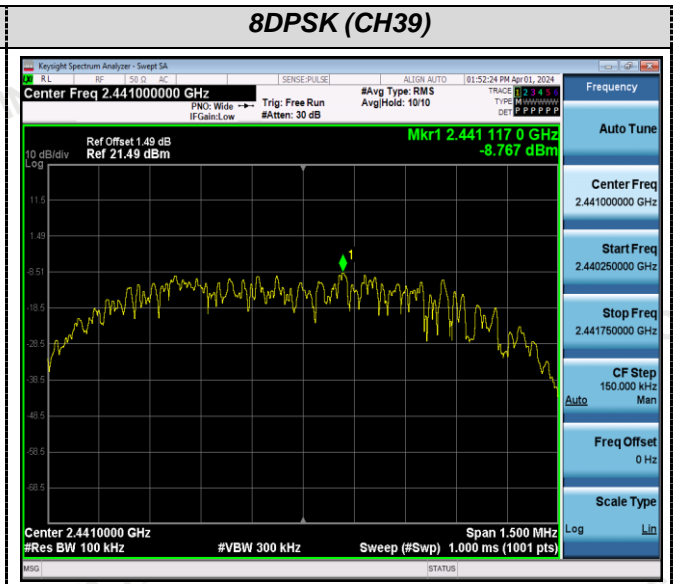 8DPSK (CH39)
Keysight Spectrum Analyzer - Swept SA
RL RF 50 Ω AC SENSE:PULSE ALIGN AUTO 01:52:24 PM Apr 01, 2024
Center Freq 2.441000000 GHz
PNO: Wide
IFGain:Low
Trig: Free Run
#Atten: 30 dB
#Avg Type: RMS
Avg|Hold: 10/10
TRACE 1 2 3 4 5 6
TYPE M W W W W W
DET P P P P P P
Ref Offset 1.49 dB
10 dB/div Ref 21.49 dBm
Log
Mkr1 2.441 117 0 GHz
-8.767 dBm
11.5
1.49
-8.51
-18.5
-28.5
-38.5
-48.5
-58.5
-68.5
1
Center 2.4410000 GHz Span 1.500 MHz
#Res BW 100 kHz #VBW 300 kHz Sweep (#Swp) 1.000 ms (1001 pts)
MSG STATUS
Frequency
Auto Tune
Center Freq
2.441000000 GHz
Start Freq
2.440250000 GHz
Stop Freq
2.441750000 GHz
CF Step
150.000 kHz
Auto Man
Freq Offset
0 Hz
Scale Type
Log Lin